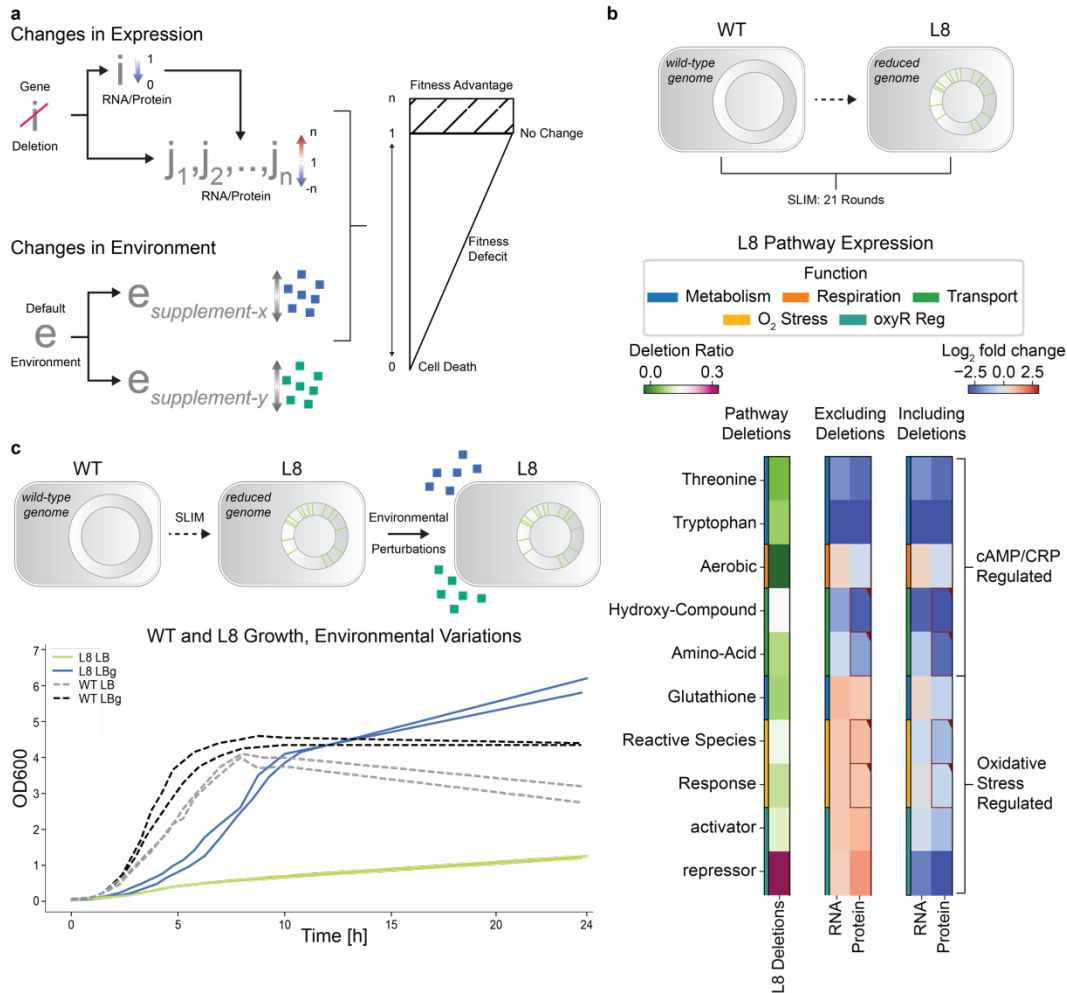 a
Changes in Expression
Gene
i
Deletion
i
1
0
RNA/Protein
j1,j2,..,jn
n
1
-n
RNA/Protein
Changes in Environment
Default
e
Environment
e supplement-x
e supplement-y
n
Fitness Advantage
1
No Change
Fitness
Defecit
0
Cell Death
b
WT
L8
wild-type
genome
reduced
genome
SLIM: 21 Rounds
L8 Pathway Expression
Function
Metabolism
Respiration
Transport
O2 Stress
oxyR Reg
Deletion Ratio
0.0
0.3
Log2 fold change
−2.5
2.5
Pathway
Deletions
Excluding
Deletions
Including
Deletions
Threonine
Tryptophan
Aerobic
Hydroxy-Compound
Amino-Acid
Glutathione
Reactive Species
Response
activator
repressor
cAMP/CRP
Regulated
Oxidative
Stress
Regulated
L8 Deletions
RNA
Protein
RNA
Protein
c
WT
L8
L8
wild-type
genome
SLIM
reduced
genome
Environmental
Perturbations
WT and L8 Growth, Environmental Variations
L8 LB
L8 LBg
WT LB
WT LBg
OD600
7
6
5
4
3
2
1
0
0
5
10
15
20
24
Time [h]